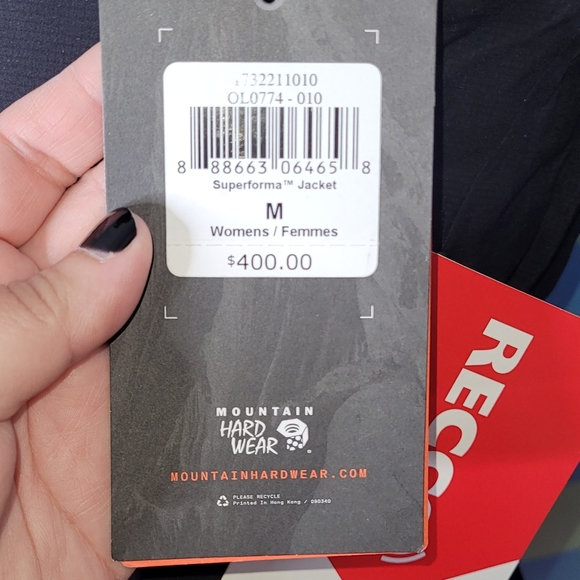 1732211010
OL0774 - 010
8 88663 06465 8
Superforma™ Jacket
M
Womens / Femmes
$400.00
MOUNTAIN
HARD
WEAR
MOUNTAINHARDWEAR.COM
PLEASE RECYCLE
Printed In Hong Kong / 080340